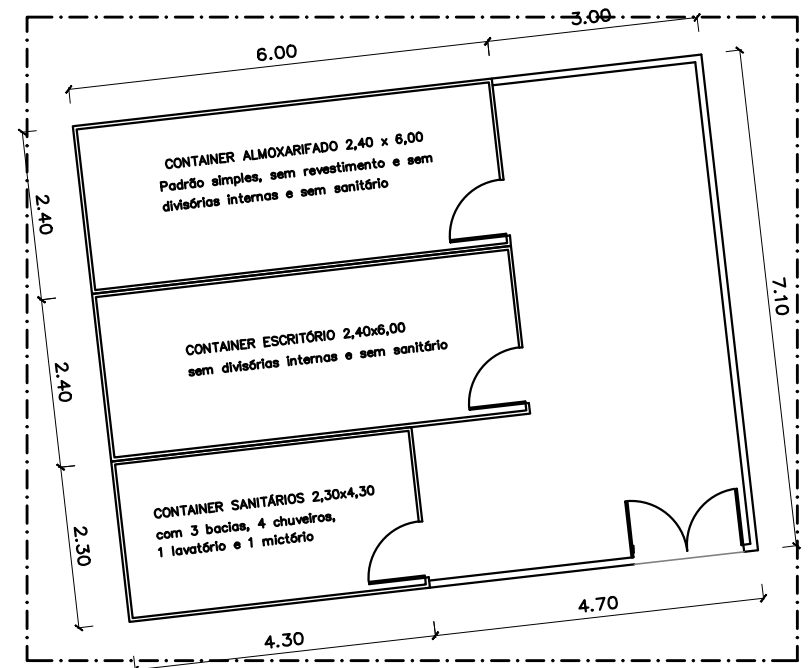 6.00
3.00
CONTAINER ALMOXARIFADO 2,40 x 6,00
Padrão simples, sem revestimento e sem
divisórias internas e sem sanitário
2.40
7.10
CONTAINER ESCRITÓRIO 2,40x6,00
sem divisórias internas e sem sanitário
2.40
CONTAINER SANITÁRIOS 2,30x4,30
com 3 bacias, 4 chuveiros,
1 lavatório e 1 mictório
2.30
4.30
4.70